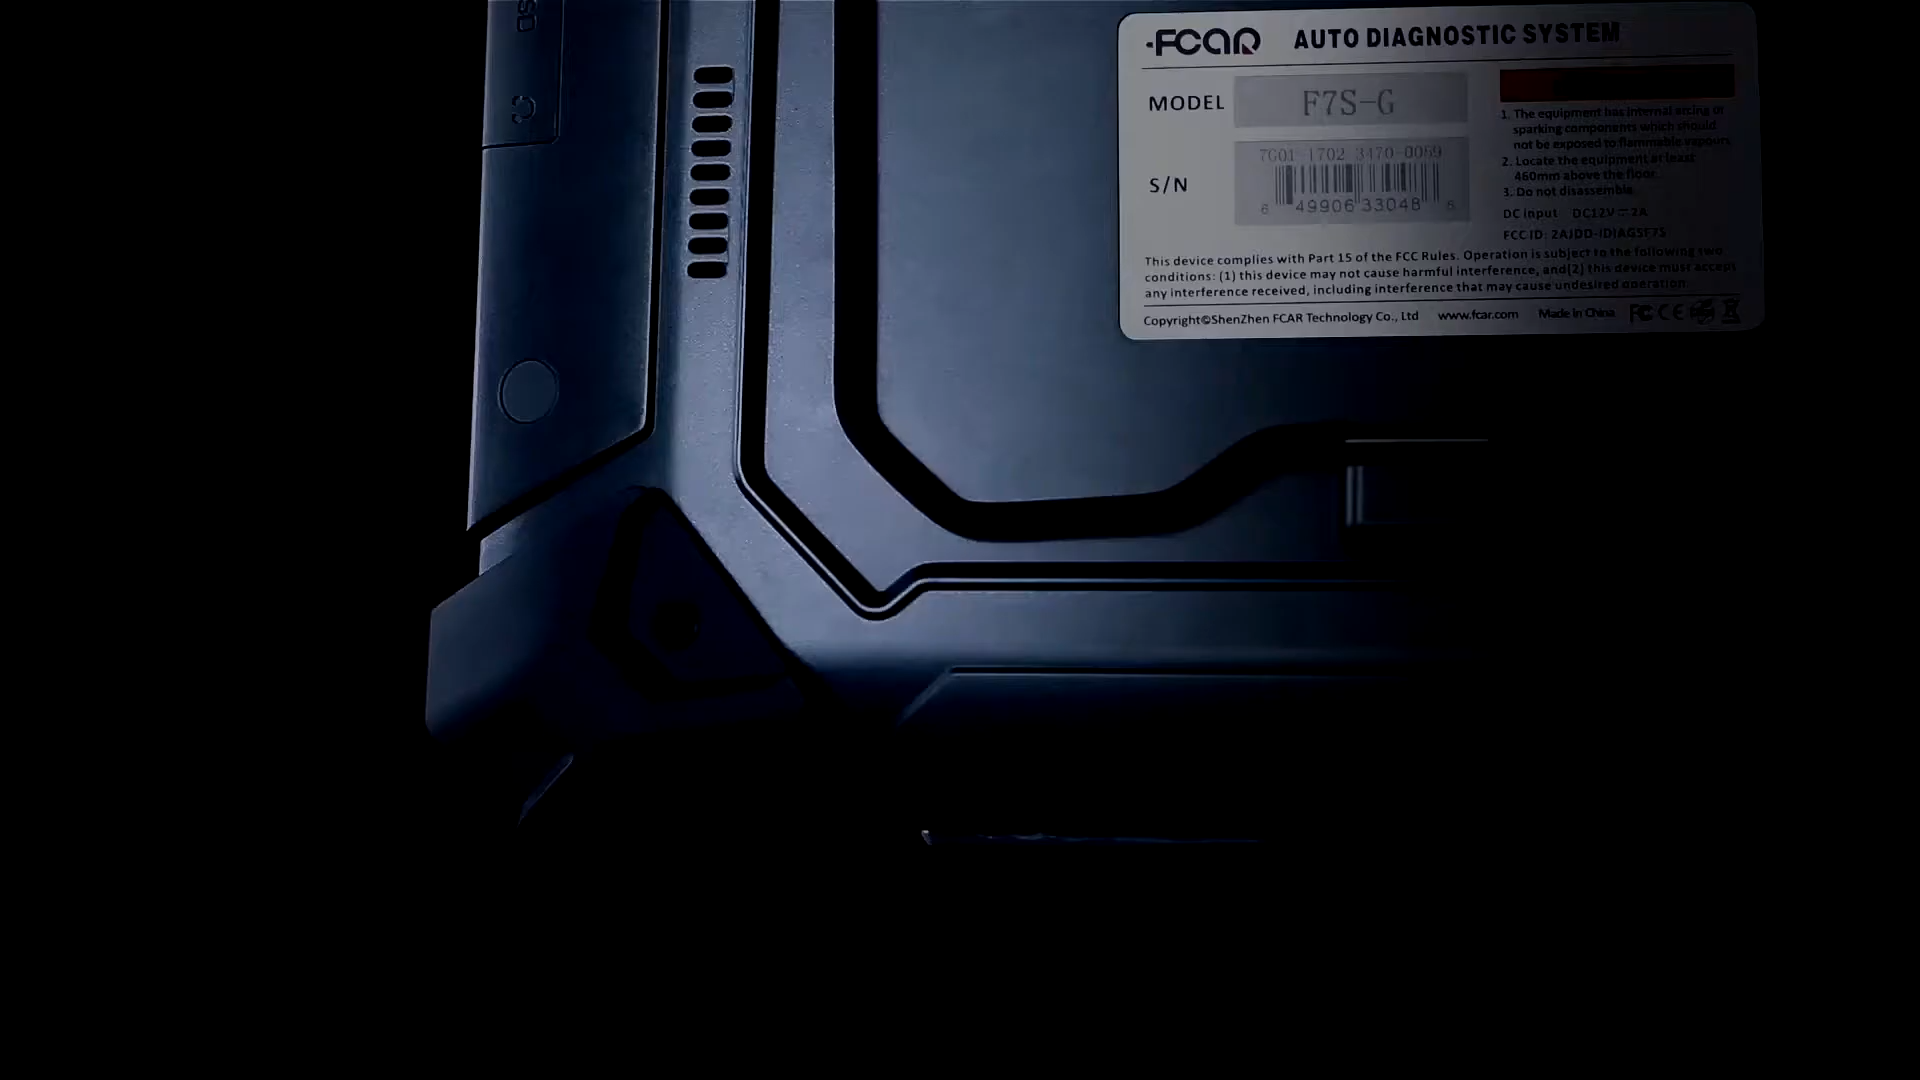 FCAR AUTO DIAGNOSTIC SYSTEM
MODEL F7S-G
S/N 7G01-1702 3470-0069
6 49906 33048 8
1. The equipment has internal arcing or
sparking components which should
not be exposed to flammable vapours
2. Locate the equipment at least
460mm above the floor.
3. Do not disassemble.
DC input DC12V⎓2A
FCC ID: 2AJDD-IDIAGSF7S
This device complies with Part 15 of the FCC Rules. Operation is subject to the following two
conditions: (1) this device may not cause harmful interference, and(2) this device must accept
any interference received, including interference that may cause undesired operation.
Copyright©ShenZhen FCAR Technology Co., Ltd www.fcar.com Made in China FC CE